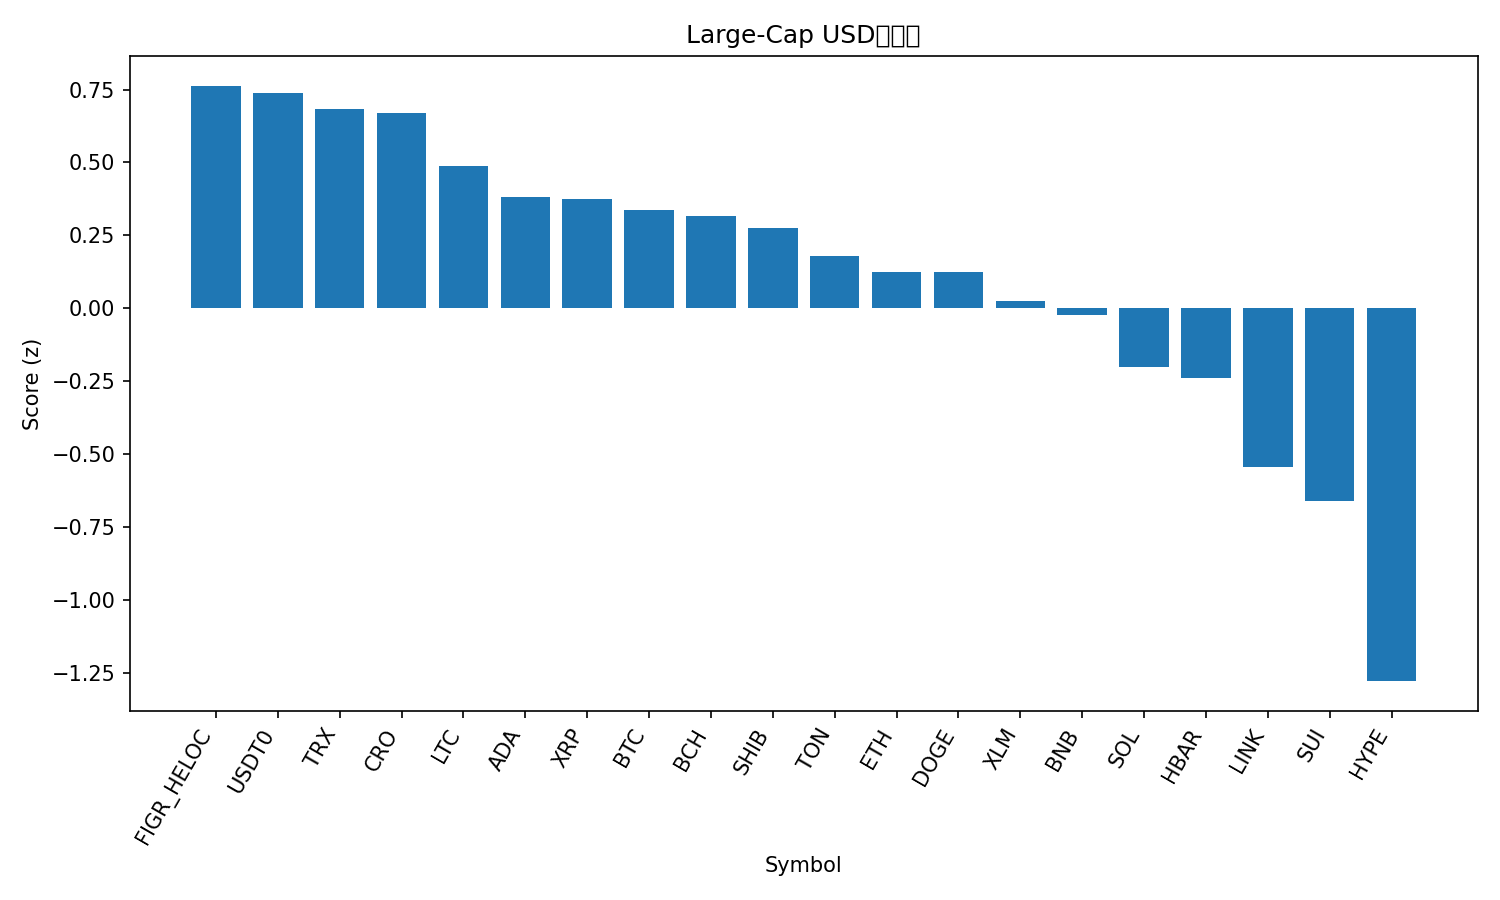 Large-Cap USD
0.75
0.50
0.25
0.00
−0.25
−0.50
−0.75
−1.00
−1.25
Score (z)
FIGR_HELOC
USDT0
TRX
CRO
LTC
ADA
XRP
BTC
BCH
SHIB
TON
ETH
DOGE
XLM
BNB
SOL
HBAR
LINK
SUI
HYPE
Symbol